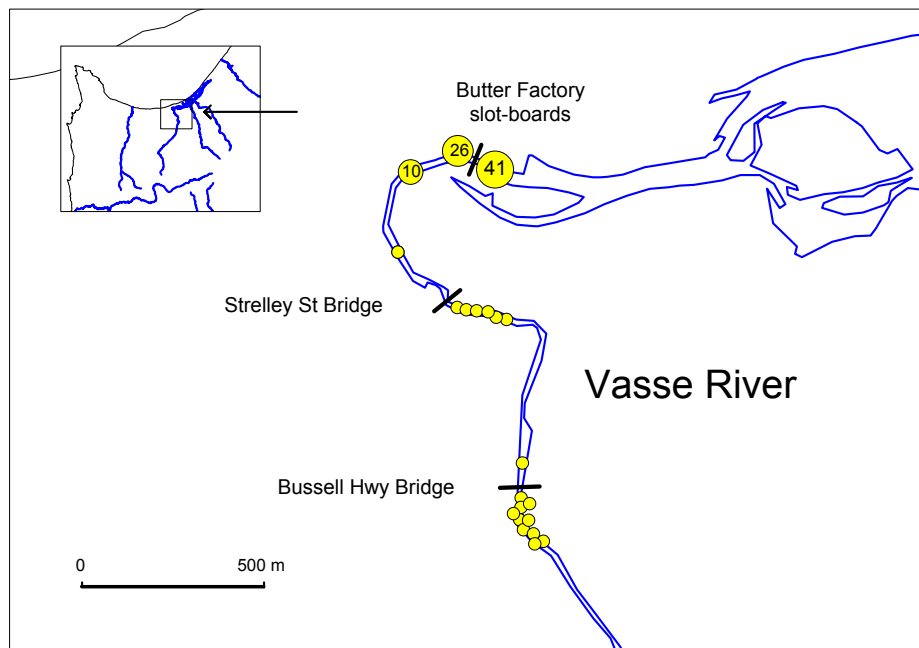 Butter Factory
slot-boards
26
41
10
Strelley St Bridge
Vasse River
Bussell Hwy Bridge
0
500 m